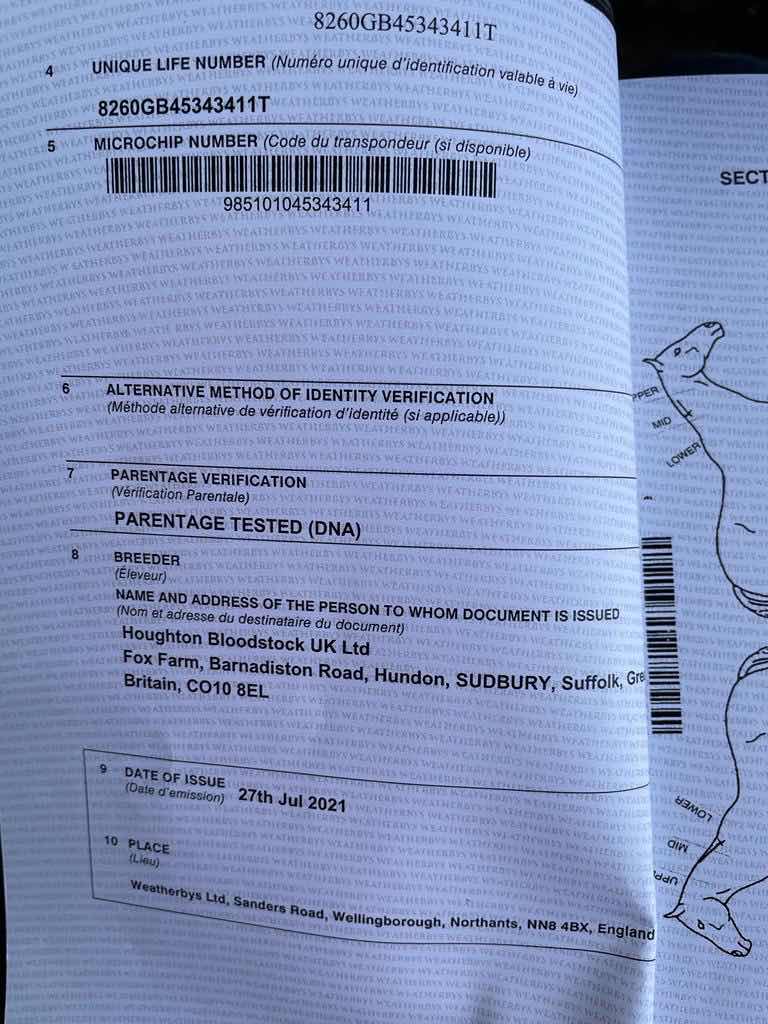 8260GB45343411T
4 UNIQUE LIFE NUMBER (Numéro unique d'identification valable à vie)
8260GB45343411T
5 MICROCHIP NUMBER (Code du transpondeur (si disponible)
985101045343411
6 ALTERNATIVE METHOD OF IDENTITY VERIFICATION
(Méthode alternative de vérification d'identité (si applicable))
7 PARENTAGE VERIFICATION
(Vérification Parentale)
PARENTAGE TESTED (DNA)
8 BREEDER
(Éleveur)
NAME AND ADDRESS OF THE PERSON TO WHOM DOCUMENT IS ISSUED
(Nom et adresse du destinataire du document)
Houghton Bloodstock UK Ltd
Fox Farm, Barnadiston Road, Hundon, SUDBURY, Suffolk, Gre
Britain, CO10 8EL
9 DATE OF ISSUE
(Date d'emission) 27th Jul 2021
10 PLACE
(Lieu)
Weatherbys Ltd, Sanders Road, Wellingborough, Northants, NN8 4BX, England
SECT
PPER
MID
LOWER
LOWER
MID
UPP